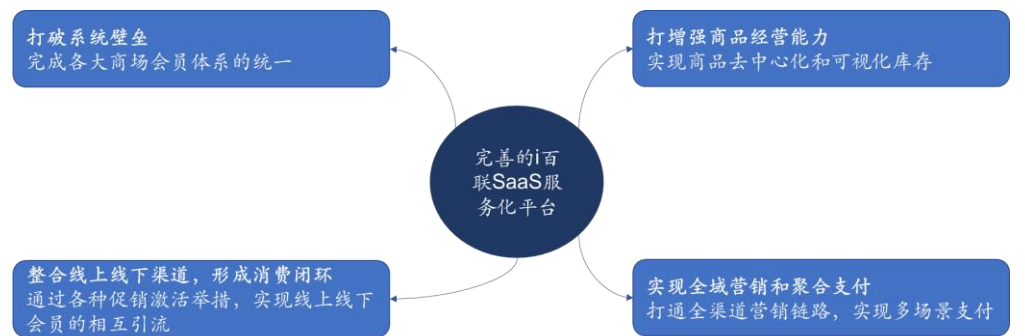 打破系统壁垒
完成各大商场会员体系的统一
打增强商品经营能力
实现商品去中心化和可视化库存
完善的i百
联SaaS服
务化平台
整合线上线下渠道，形成消费闭环
通过各种促销激活举措，实现线上线下
会员的相互引流
实现全域营销和聚合支付
打通全渠道营销链路，实现多场景支付